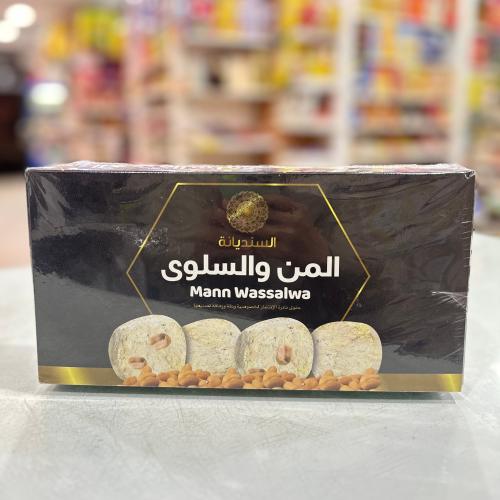 السنديانة
المن والسلوى
Mann Wassalwa